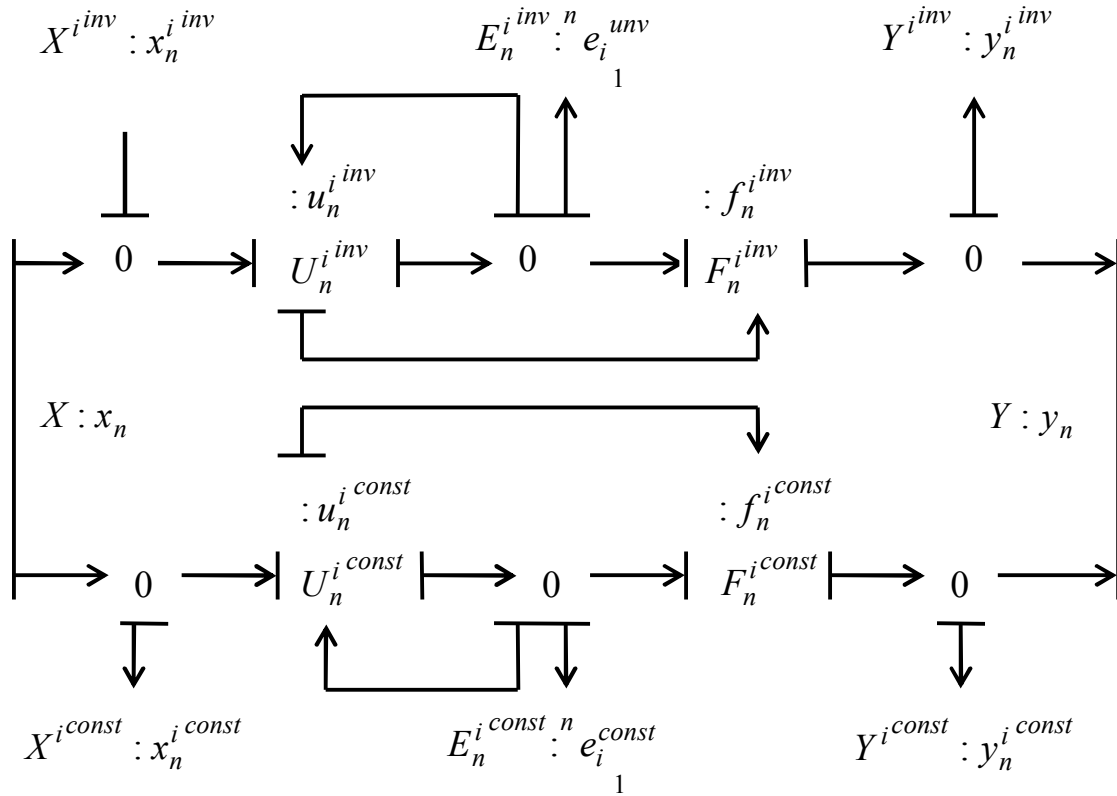 X^{i^{inv}} : x_n^{i^{inv}} E_n^{i^{inv}} :^n e_i^{unv} Y^{i^{inv}} : y_n^{i^{inv}}
1
: u_n^{i^{inv}} : f_n^{i^{inv}}
0 U_n^{i^{inv}} 0 F_n^{i^{inv}} 0
X : x_n Y : y_n
: u_n^{i^{const}} : f_n^{i^{const}}
0 U_n^{i^{const}} 0 F_n^{i^{const}} 0
X^{i^{const}} : x_n^{i^{const}} E_n^{i^{const}} :^n e_i^{const} Y^{i^{const}} : y_n^{i^{const}}
1